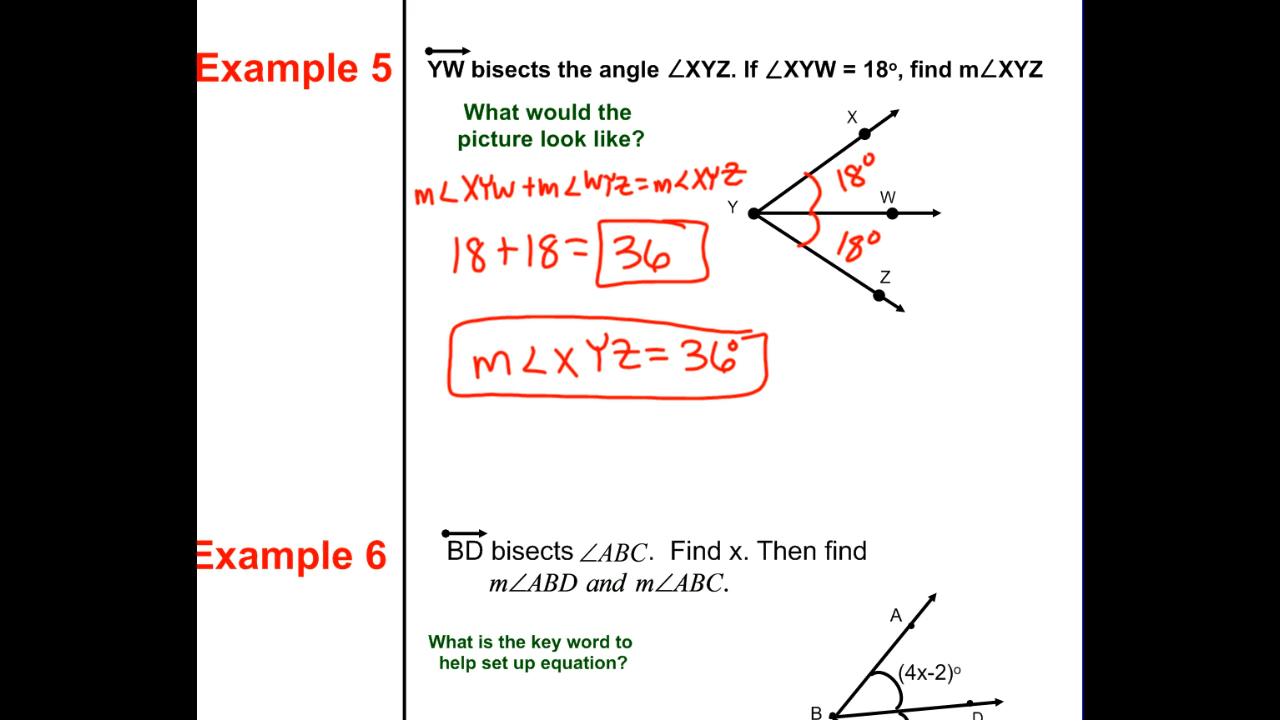 Example 5
YW bisects the angle ∠XYZ. If ∠XYW = 18°, find m∠XYZ
What would the
picture look like?
m∠XYW + m∠WYZ = m∠XYZ
18 + 18 = 36
m∠XYZ = 36°
X
18°
W
Y
18°
Z
Example 6
BD bisects ∠ABC. Find x. Then find
m∠ABD and m∠ABC.
What is the key word to
help set up equation?
A
(4x-2)°
B
D